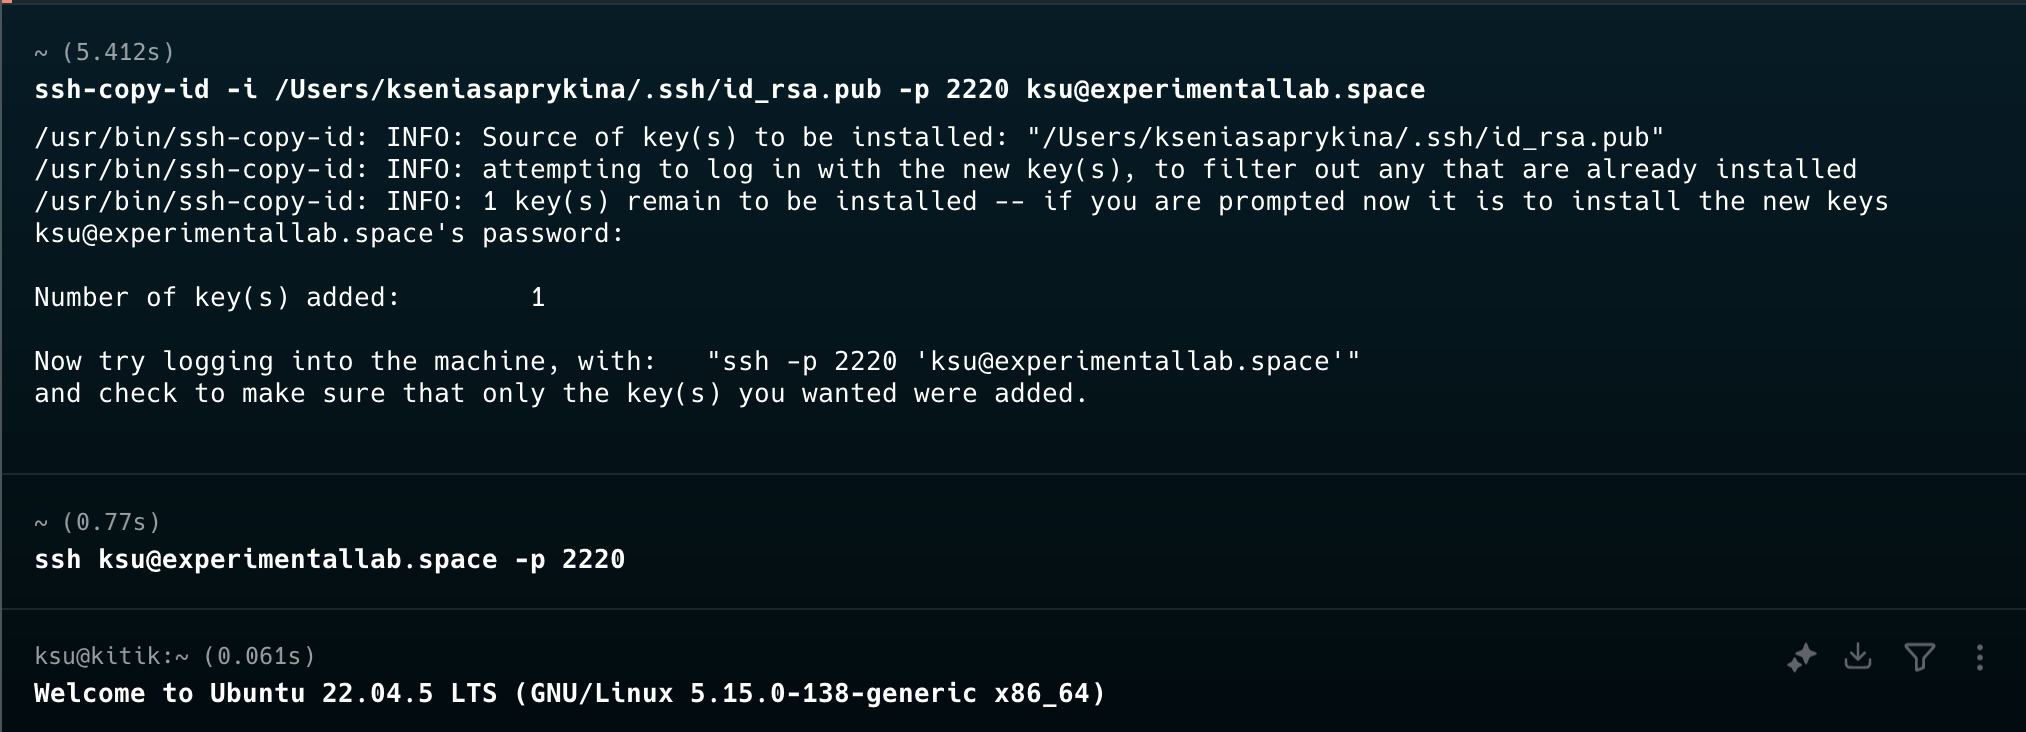 ~ (5.412s)
ssh-copy-id -i /Users/kseniasaprykina/.ssh/id_rsa.pub -p 2220 ksu@experimentallab.space
/usr/bin/ssh-copy-id: INFO: Source of key(s) to be installed: "/Users/kseniasaprykina/.ssh/id_rsa.pub"
/usr/bin/ssh-copy-id: INFO: attempting to log in with the new key(s), to filter out any that are already installed
/usr/bin/ssh-copy-id: INFO: 1 key(s) remain to be installed -- if you are prompted now it is to install the new keys
ksu@experimentallab.space's password:
Number of key(s) added:        1
Now try logging into the machine, with:   "ssh -p 2220 'ksu@experimentallab.space'"
and check to make sure that only the key(s) you wanted were added.
~ (0.77s)
ssh ksu@experimentallab.space -p 2220
ksu@kitik:~ (0.061s)
Welcome to Ubuntu 22.04.5 LTS (GNU/Linux 5.15.0-138-generic x86_64)